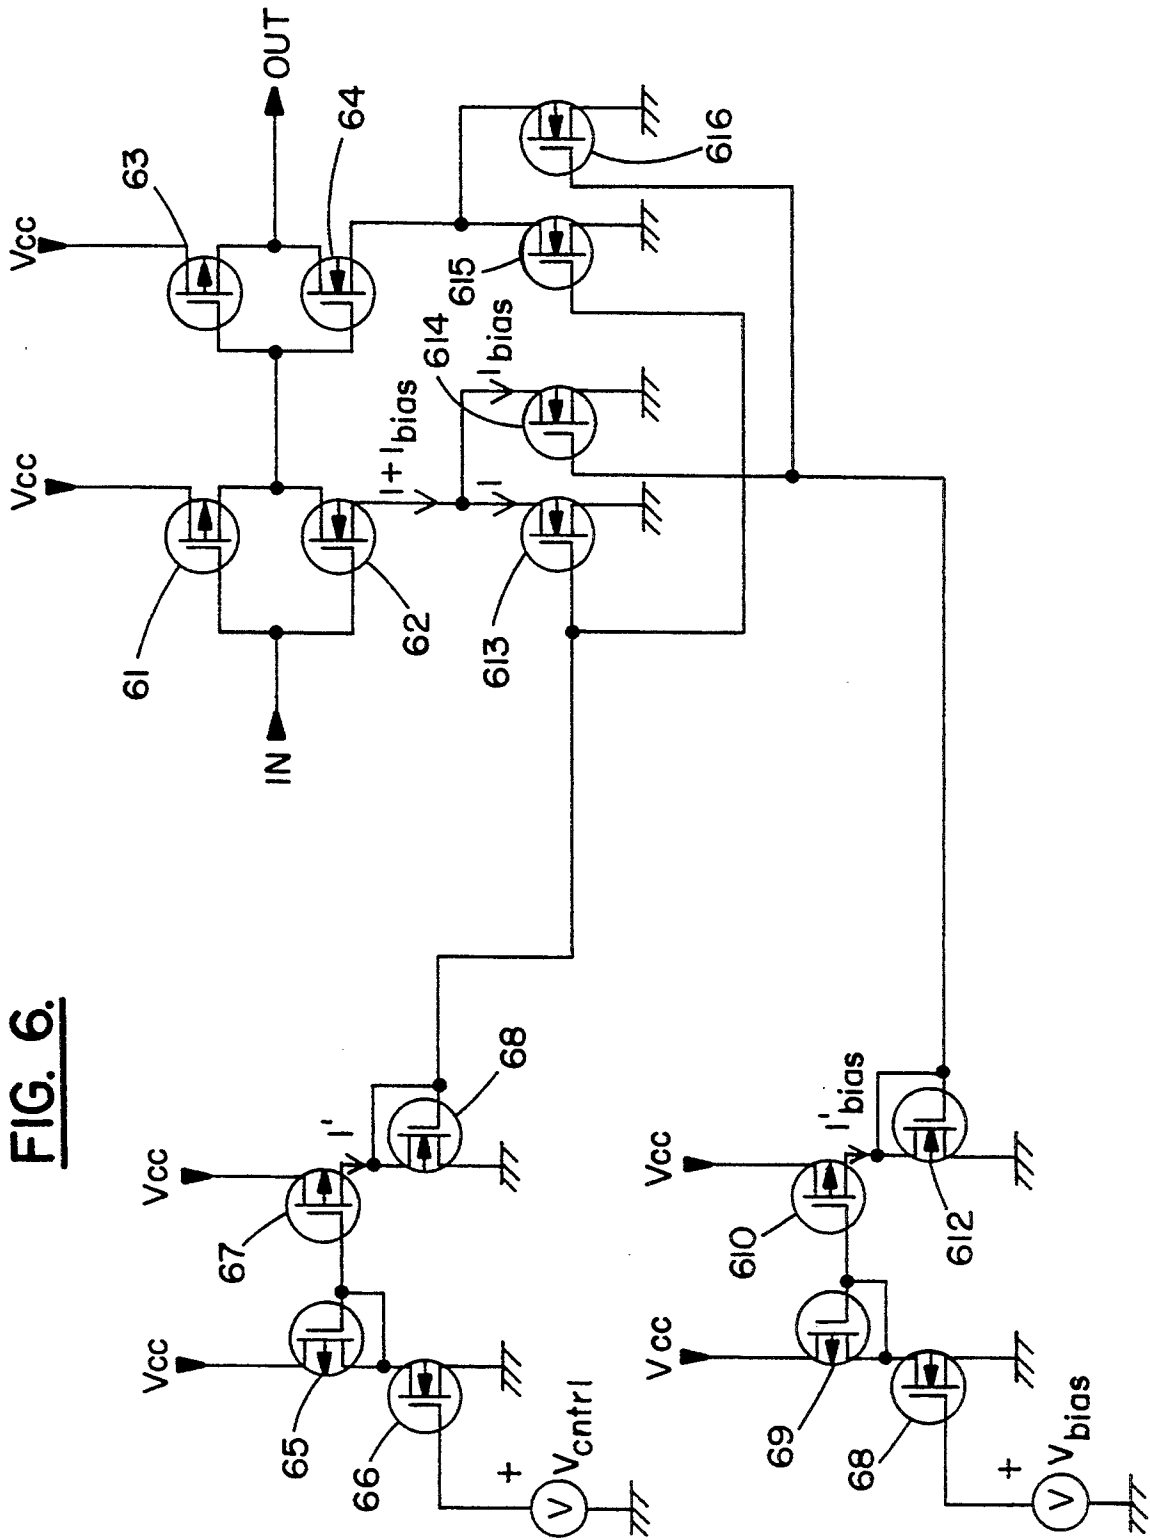 FIG. 6.
Vcc
Vcc
63
OUT
64
61
62
IN
I+Ibias
I
Ibias
613
614
615
616
Vcc
Vcc
65
66
67
I'
68
Vcntrl
+
V
Vcc
Vcc
69
68
610
I'bias
612
Vbias
+
V